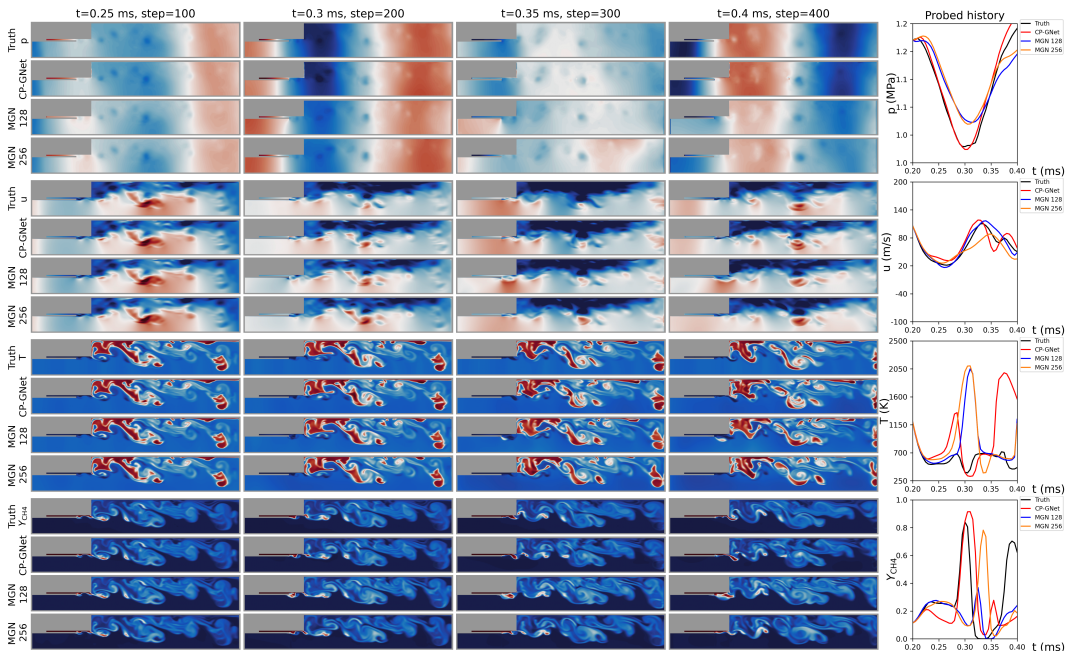 t=0.25 ms, step=100
t=0.3 ms, step=200
t=0.35 ms, step=300
t=0.4 ms, step=400
Probed history
Truth
p
CP-GNet
MGN
128
MGN
256
Truth
u
CP-GNet
MGN
128
MGN
256
Truth
T
CP-GNet
MGN
128
MGN
256
Truth
Y_CH4
CP-GNet
MGN
128
MGN
256
p (MPa)
1.2
1.2
1.1
1.1
1.0
1.0
0.20 0.25 0.30 0.35 0.40
t (ms)
Truth
CP-GNet
MGN 128
MGN 256
u (m/s)
200
140
80
20
-40
-100
0.20 0.25 0.30 0.35 0.40
t (ms)
Truth
CP-GNet
MGN 128
MGN 256
T (K)
2500
2050
1600
1150
700
250
0.20 0.25 0.30 0.35 0.40
t (ms)
Truth
CP-GNet
MGN 128
MGN 256
Y_CH4
1.0
0.8
0.6
0.4
0.2
0.0
0.20 0.25 0.30 0.35 0.40
t (ms)
Truth
CP-GNet
MGN 128
MGN 256